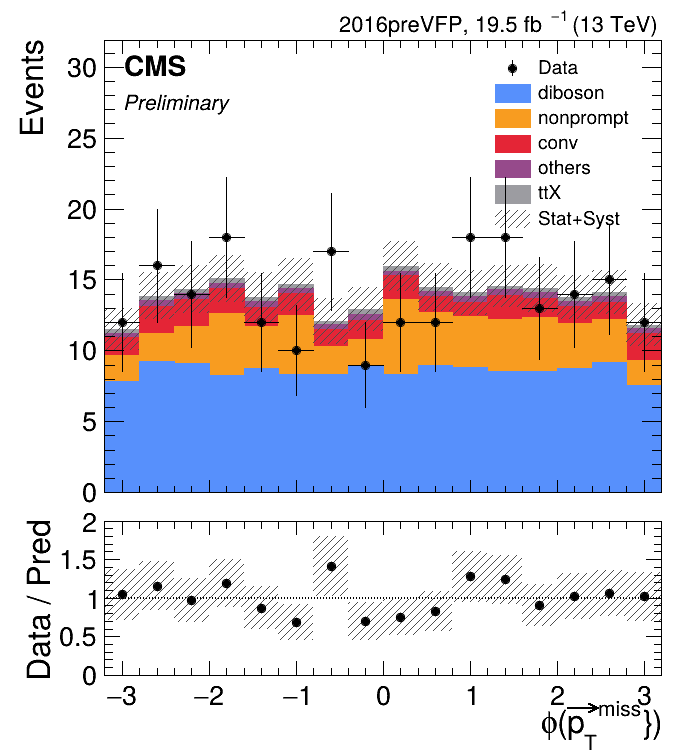 2016preVFP, 19.5 fb⁻¹ (13 TeV)
Events
CMS
Preliminary
30
25
20
15
10
5
0
Data
diboson
nonprompt
conv
others
ttX
Stat+Syst
Data / Pred
2
1.5
1
0.5
0
−3 −2 −1 0 1 2 3
ϕ(p⃗_T^miss})